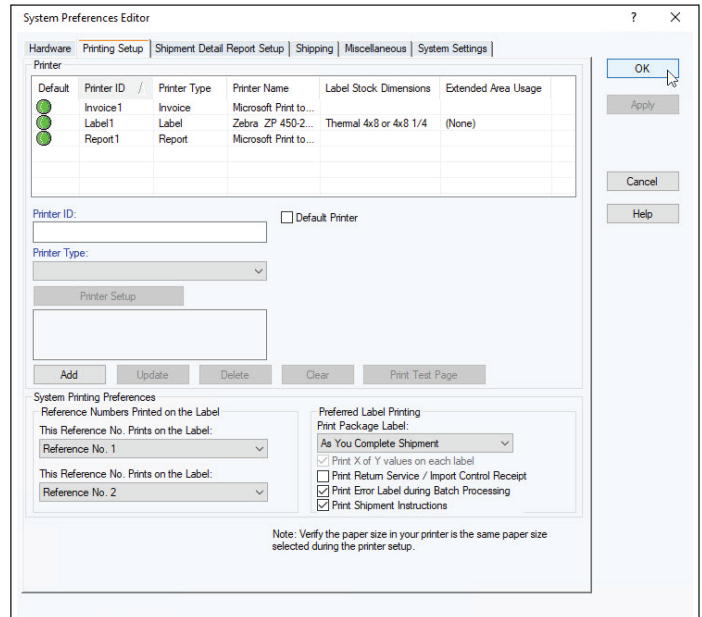 System Preferences Editor
? X
Hardware Printing Setup Shipment Detail Report Setup Shipping Miscellaneous System Settings
Printer
OK
Default Printer ID / Printer Type Printer Name Label Stock Dimensions Extended Area Usage
Invoice1 Invoice Microsoft Print to...
Apply
Label1 Label Zebra ZP 450-2... Thermal 4x8 or 4x8 1/4 (None)
Report1 Report Microsoft Print to...
Cancel
Help
Printer ID:
Default Printer
Printer Type:
Printer Setup
Add Update Delete Clear Print Test Page
System Printing Preferences
Reference Numbers Printed on the Label
Preferred Label Printing
This Reference No. Prints on the Label:
Print Package Label:
Reference No. 1
As You Complete Shipment
Print X of Y values on each label
This Reference No. Prints on the Label:
Print Return Service / Import Control Receipt
Reference No. 2
Print Error Label during Batch Processing
Print Shipment Instructions
Note: Verify the paper size in your printer is the same paper size
selected during the printer setup.